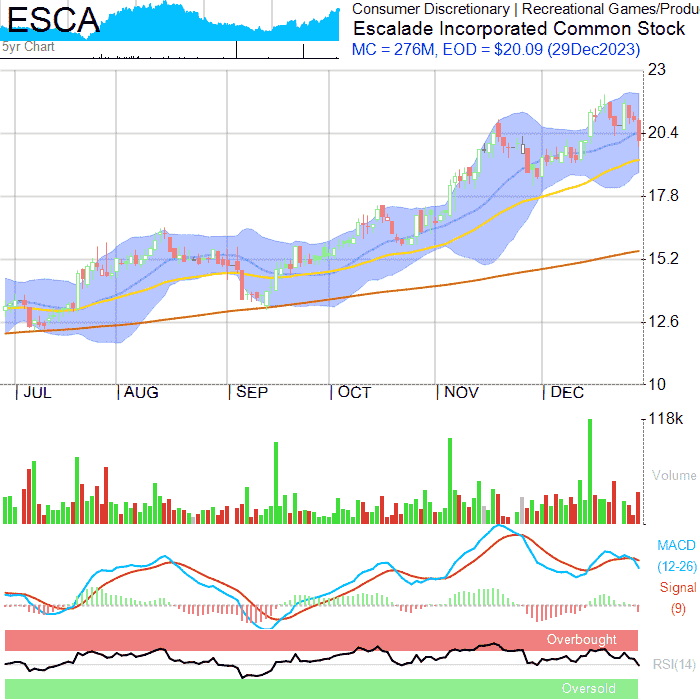 ESCA
Consumer Discretionary | Recreational Games/Produ
Escalade Incorporated Common Stock
5yr Chart
MC = 276M, EOD = $20.09 (29Dec2023)
23
20.4
17.8
15.2
12.6
10
JUL AUG SEP OCT NOV DEC
118k
Volume
MACD
(12-26)
Signal
(9)
Overbought
RSI(14)
Oversold